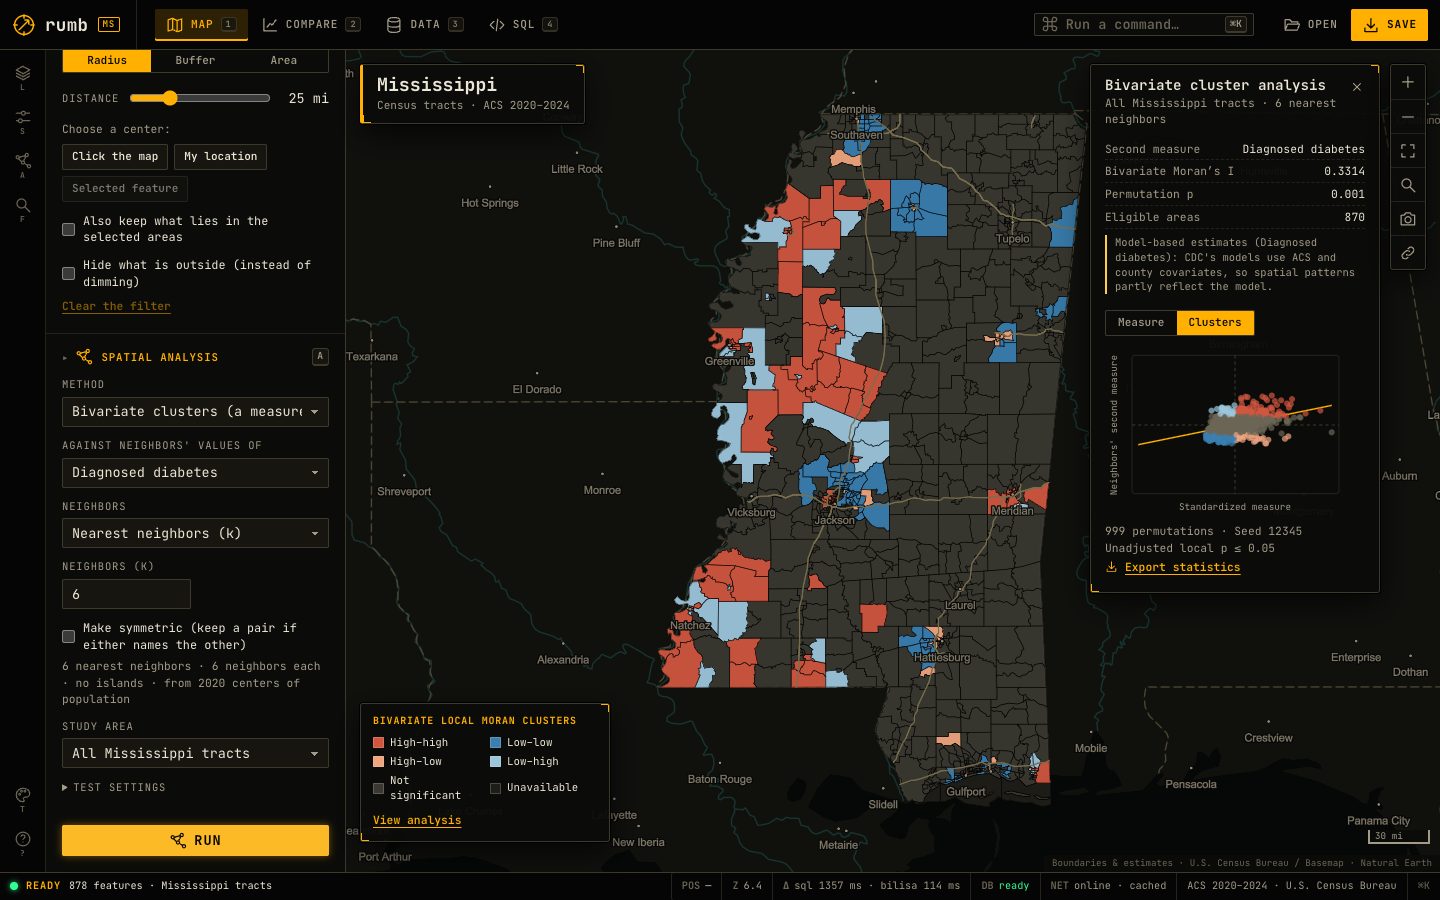 rumb MS
MAP 1
COMPARE 2
DATA 3
SQL 4
Run a command… ⌘K
OPEN
SAVE
L
S
A
F
T
?
Radius Buffer Area
DISTANCE 25 mi
Choose a center:
Click the map My location
Selected feature
Also keep what lies in the
selected areas
Hide what is outside (instead of
dimming)
Clear the filter
SPATIAL ANALYSIS A
METHOD
Bivariate clusters (a measure
AGAINST NEIGHBORS' VALUES OF
Diagnosed diabetes
NEIGHBORS
Nearest neighbors (k)
NEIGHBORS (K)
6
Make symmetric (keep a pair if
either names the other)
6 nearest neighbors · 6 neighbors each
· no islands · from 2020 centers of
population
STUDY AREA
All Mississippi tracts
TEST SETTINGS
RUN
Mississippi
Census tracts · ACS 2020–2024
Memphis
Southaven
Little Rock
Hot Springs
Pine Bluff
Tupelo
Texarkana
Greenville
El Dorado
Shreveport
Monroe
Vicksburg
Jackson
Meridian
Auburn
Laurel
Natchez
Hattiesburg
Alexandria
Enterprise
Dothan
Mobile
Crestview
Baton Rouge
Pensacola
Slidell
Gulfport
Panama City
New Iberia
Metairie
Port Arthur
30 mi
Bivariate cluster analysis
All Mississippi tracts · 6 nearest
neighbors
Second measure Diagnosed diabetes
Bivariate Moran’s I 0.3314
Permutation p 0.001
Eligible areas 870
Model-based estimates (Diagnosed
diabetes): CDC's models use ACS and
county covariates, so spatial patterns
partly reflect the model.
Measure Clusters
Neighbors' second measure
Standardized measure
999 permutations · Seed 12345
Unadjusted local p ≤ 0.05
Export statistics
BIVARIATE LOCAL MORAN CLUSTERS
High-high Low-low
High-low Low-high
Not
significant
Unavailable
View analysis
Boundaries & estimates · U.S. Census Bureau / Basemap · Natural Earth
READY 878 features · Mississippi tracts
POS —
Z 6.4
Δ sql 1357 ms · bilisa 114 ms
DB ready
NET online · cached
ACS 2020–2024 · U.S. Census Bureau
⌘K